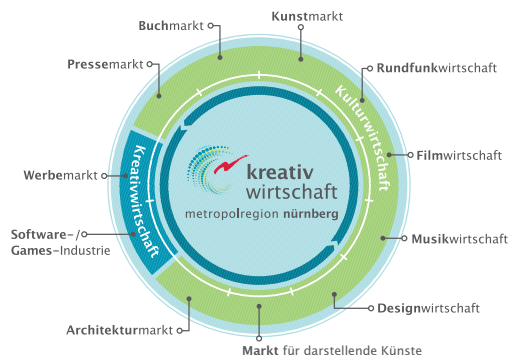 Kunstmarkt
Buchmarkt
Pressemarkt
Rundfunkwirtschaft
Kulturwirtschaft
Filmwirtschaft
Kreativwirtschaft
Werbemarkt
kreativ
wirtschaft
metropolregion nürnberg
Software-/
Games-Industrie
Musikwirtschaft
Designwirtschaft
Architekturmarkt
Markt für darstellende Künste